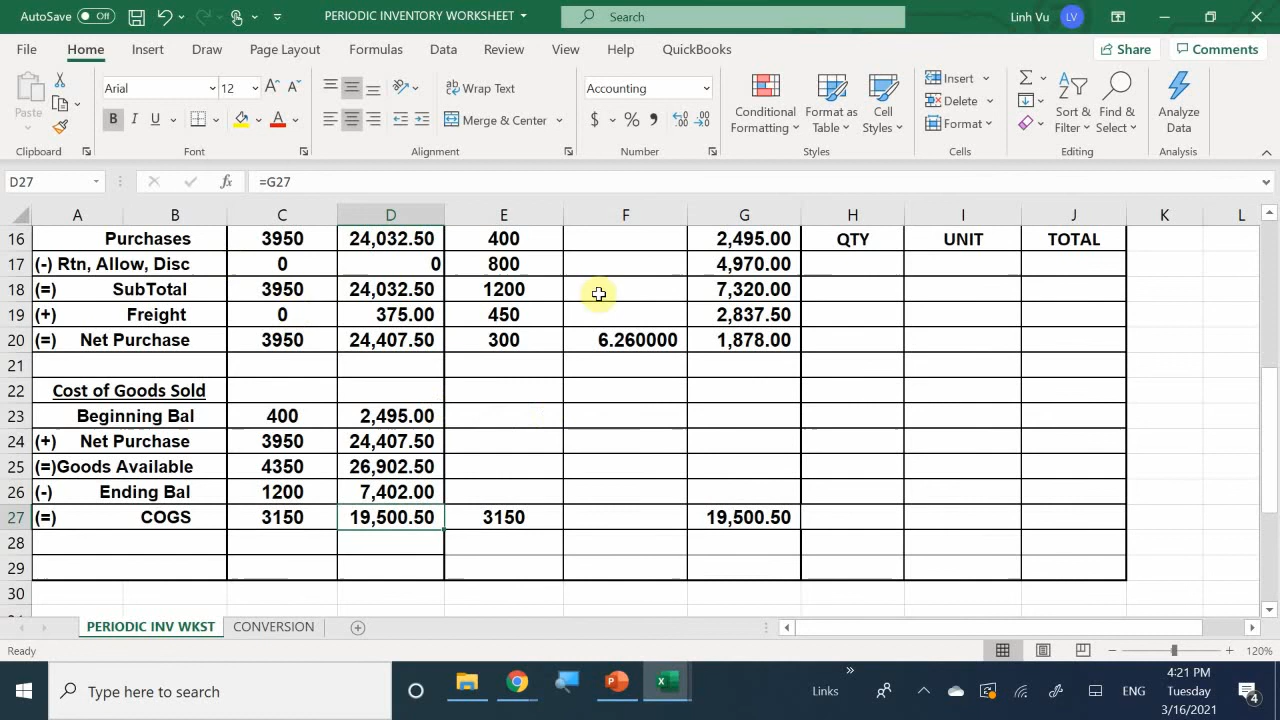 AutoSave Off PERIODIC INVENTORY WORKSHEET Search Linh Vu LV
File Home Insert Draw Page Layout Formulas Data Review View Help QuickBooks Share Comments
Paste Arial 12 A A Wrap Text Accounting Conditional Formatting Format as Table Cell Styles Insert Delete Format Sort & Filter Find & Select Analyze Data
B I U A Merge & Center $ % 9
Clipboard Font Alignment Number Styles Cells Editing Analysis
D27 fx =G27
A B C D E F G H I J K L
16 Purchases 3950 24,032.50 400 2,495.00 QTY UNIT TOTAL
17 (-) Rtn, Allow, Disc 0 0 800 4,970.00
18 (=) SubTotal 3950 24,032.50 1200 7,320.00
19 (+) Freight 0 375.00 450 2,837.50
20 (=) Net Purchase 3950 24,407.50 300 6.260000 1,878.00
21
22 Cost of Goods Sold
23 Beginning Bal 400 2,495.00
24 (+) Net Purchase 3950 24,407.50
25 (=)Goods Available 4350 26,902.50
26 (-) Ending Bal 1200 7,402.00
27 (=) COGS 3150 19,500.50 3150 19,500.50
28
29
30
PERIODIC INV WKST CONVERSION
Ready 120%
Type here to search Links ENG 4:21 PM
Tuesday
3/16/2021 4